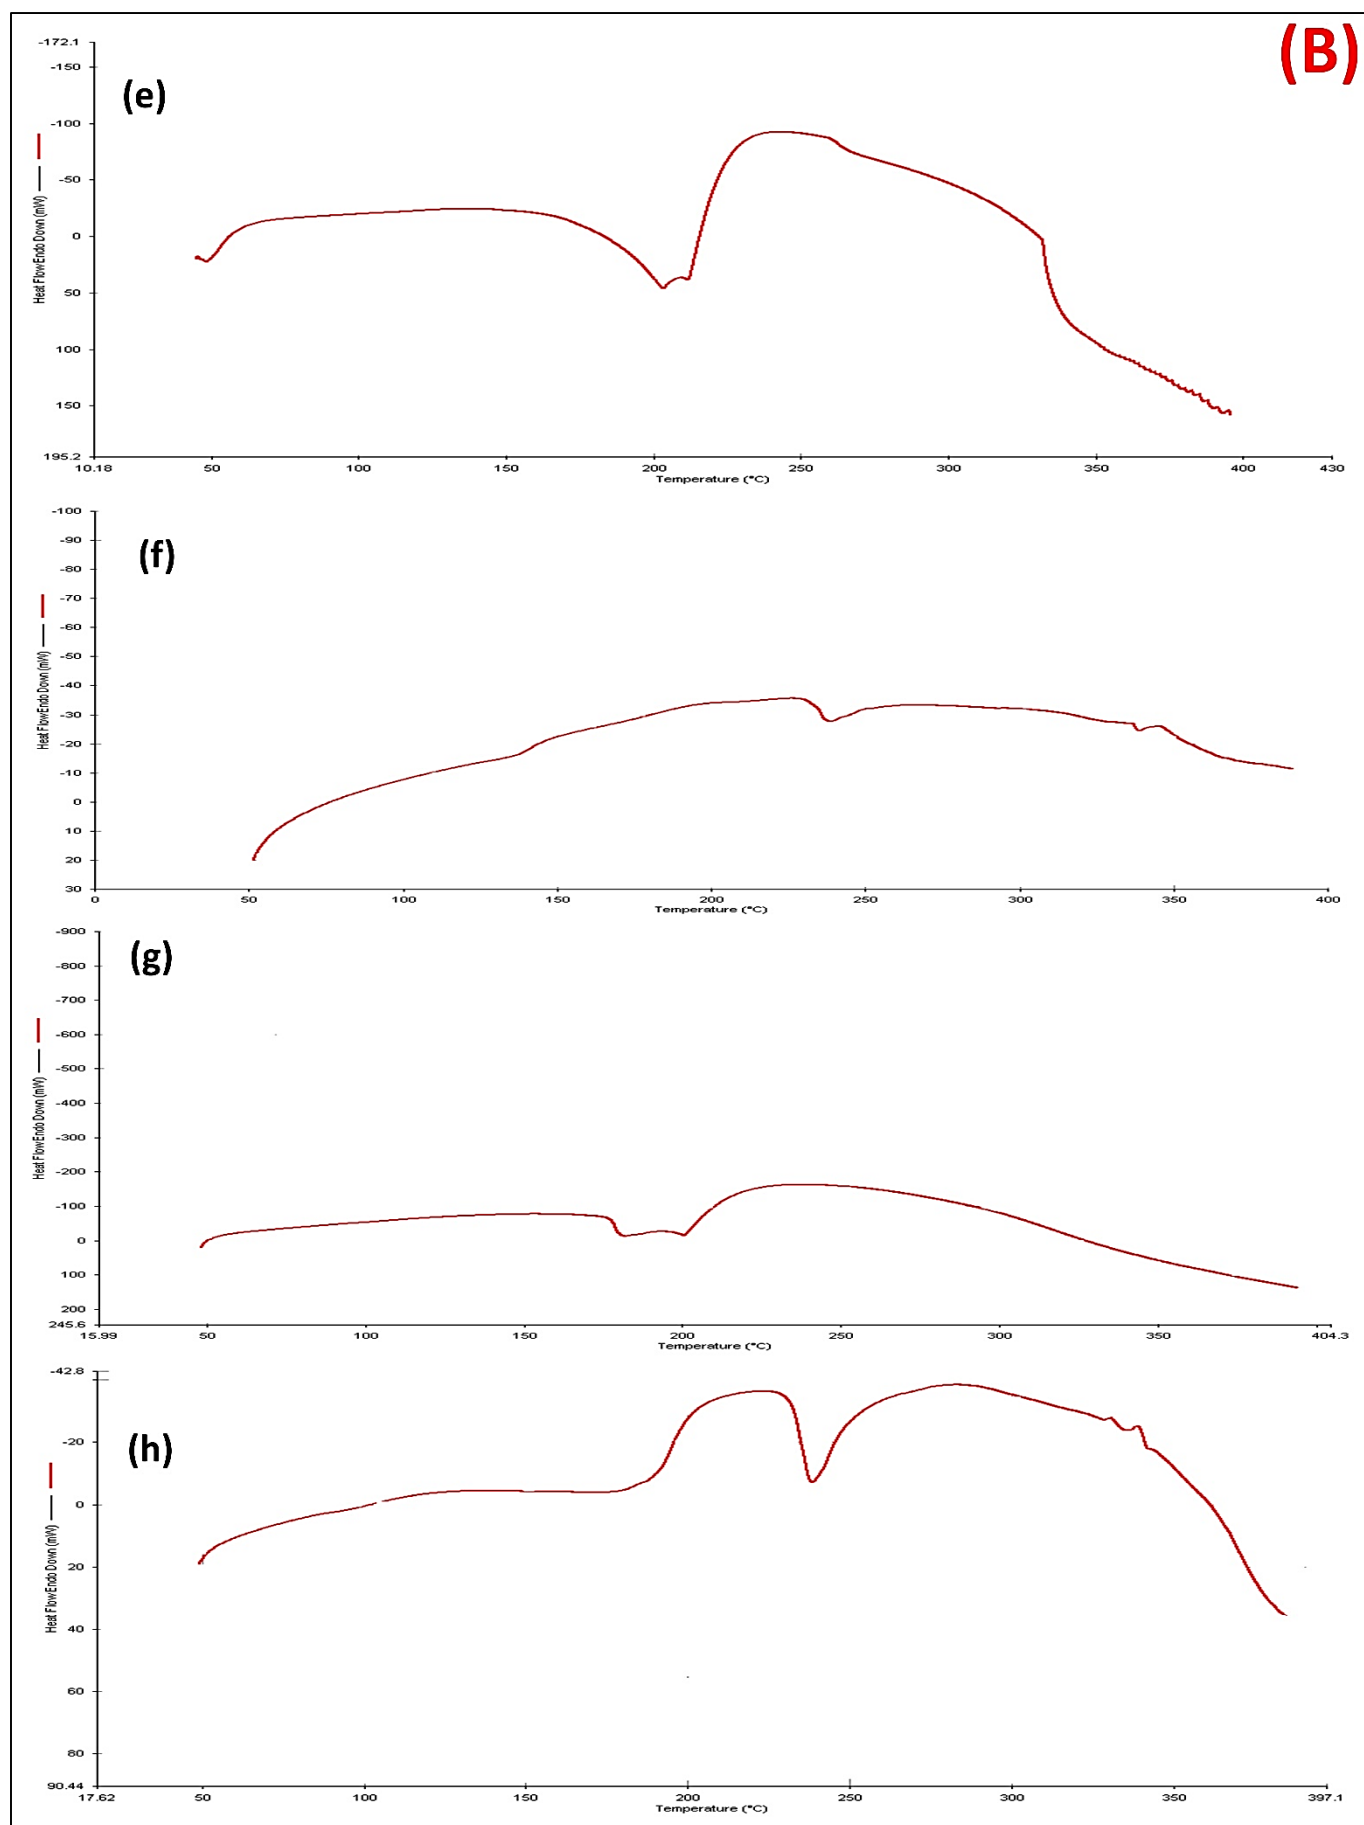 (B)
(e)
-172.1
-150
-100
-50
0
50
100
150
195.2
Heat Flow Endo Down (mW)
10.18 50 100 150 200 250 300 350 400 430
Temperature (°C)
(f)
-100
-90
-80
-70
-60
-50
-40
-30
-20
-10
0
10
20
30
Heat Flow Endo Down (mW)
0 50 100 150 200 250 300 350 400
Temperature (°C)
(g)
-900
-800
-700
-600
-500
-400
-300
-200
-100
0
100
200
245.6
Heat Flow Endo Down (mW)
15.99 50 100 150 200 250 300 350 404.3
Temperature (°C)
(h)
-42.8
-20
0
20
40
60
80
90.44
Heat Flow Endo Down (mW)
17.62 50 100 150 200 250 300 350 397.1
Temperature (°C)